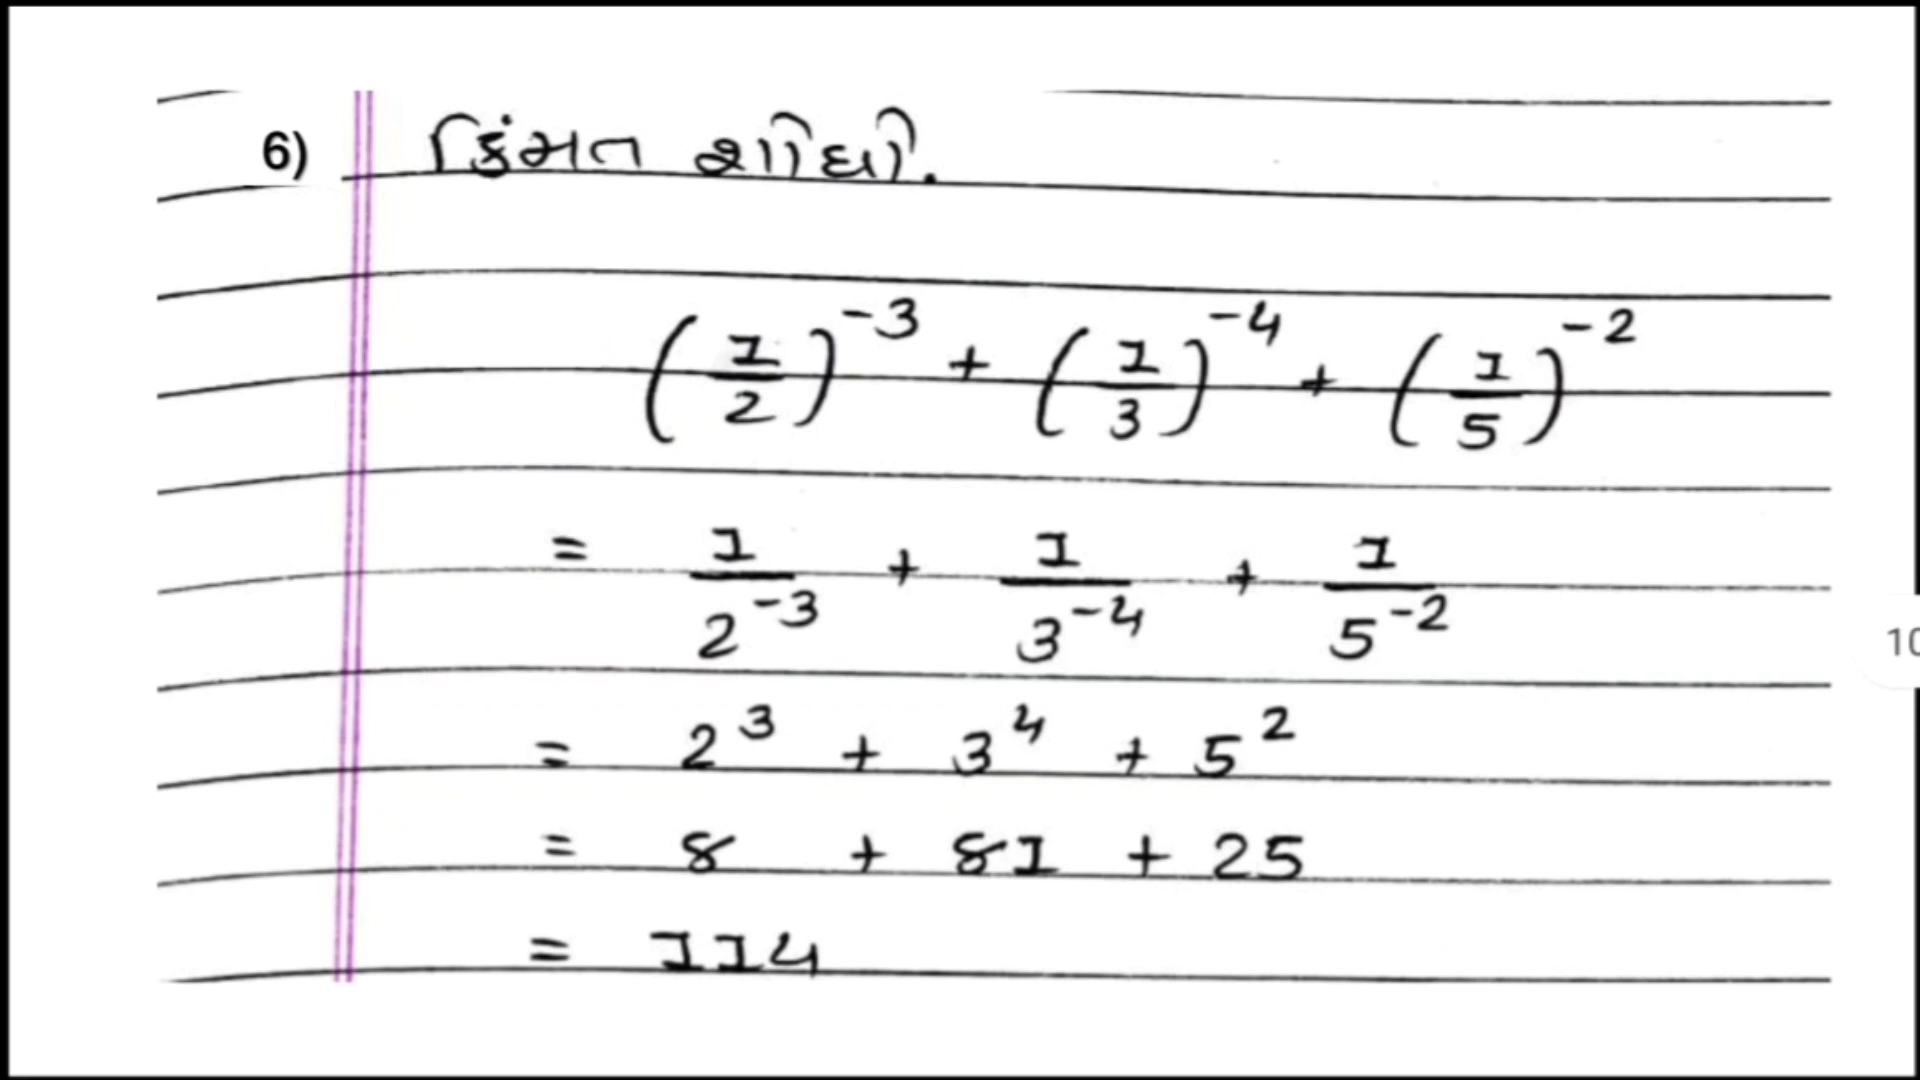 6) કિંમત શોધો.
(1/2)^-3 + (1/3)^-4 + (1/5)^-2
= 1/2^-3 + 1/3^-4 + 1/5^-2
= 2^3 + 3^4 + 5^2
= 8 + 81 + 25
= 114
10